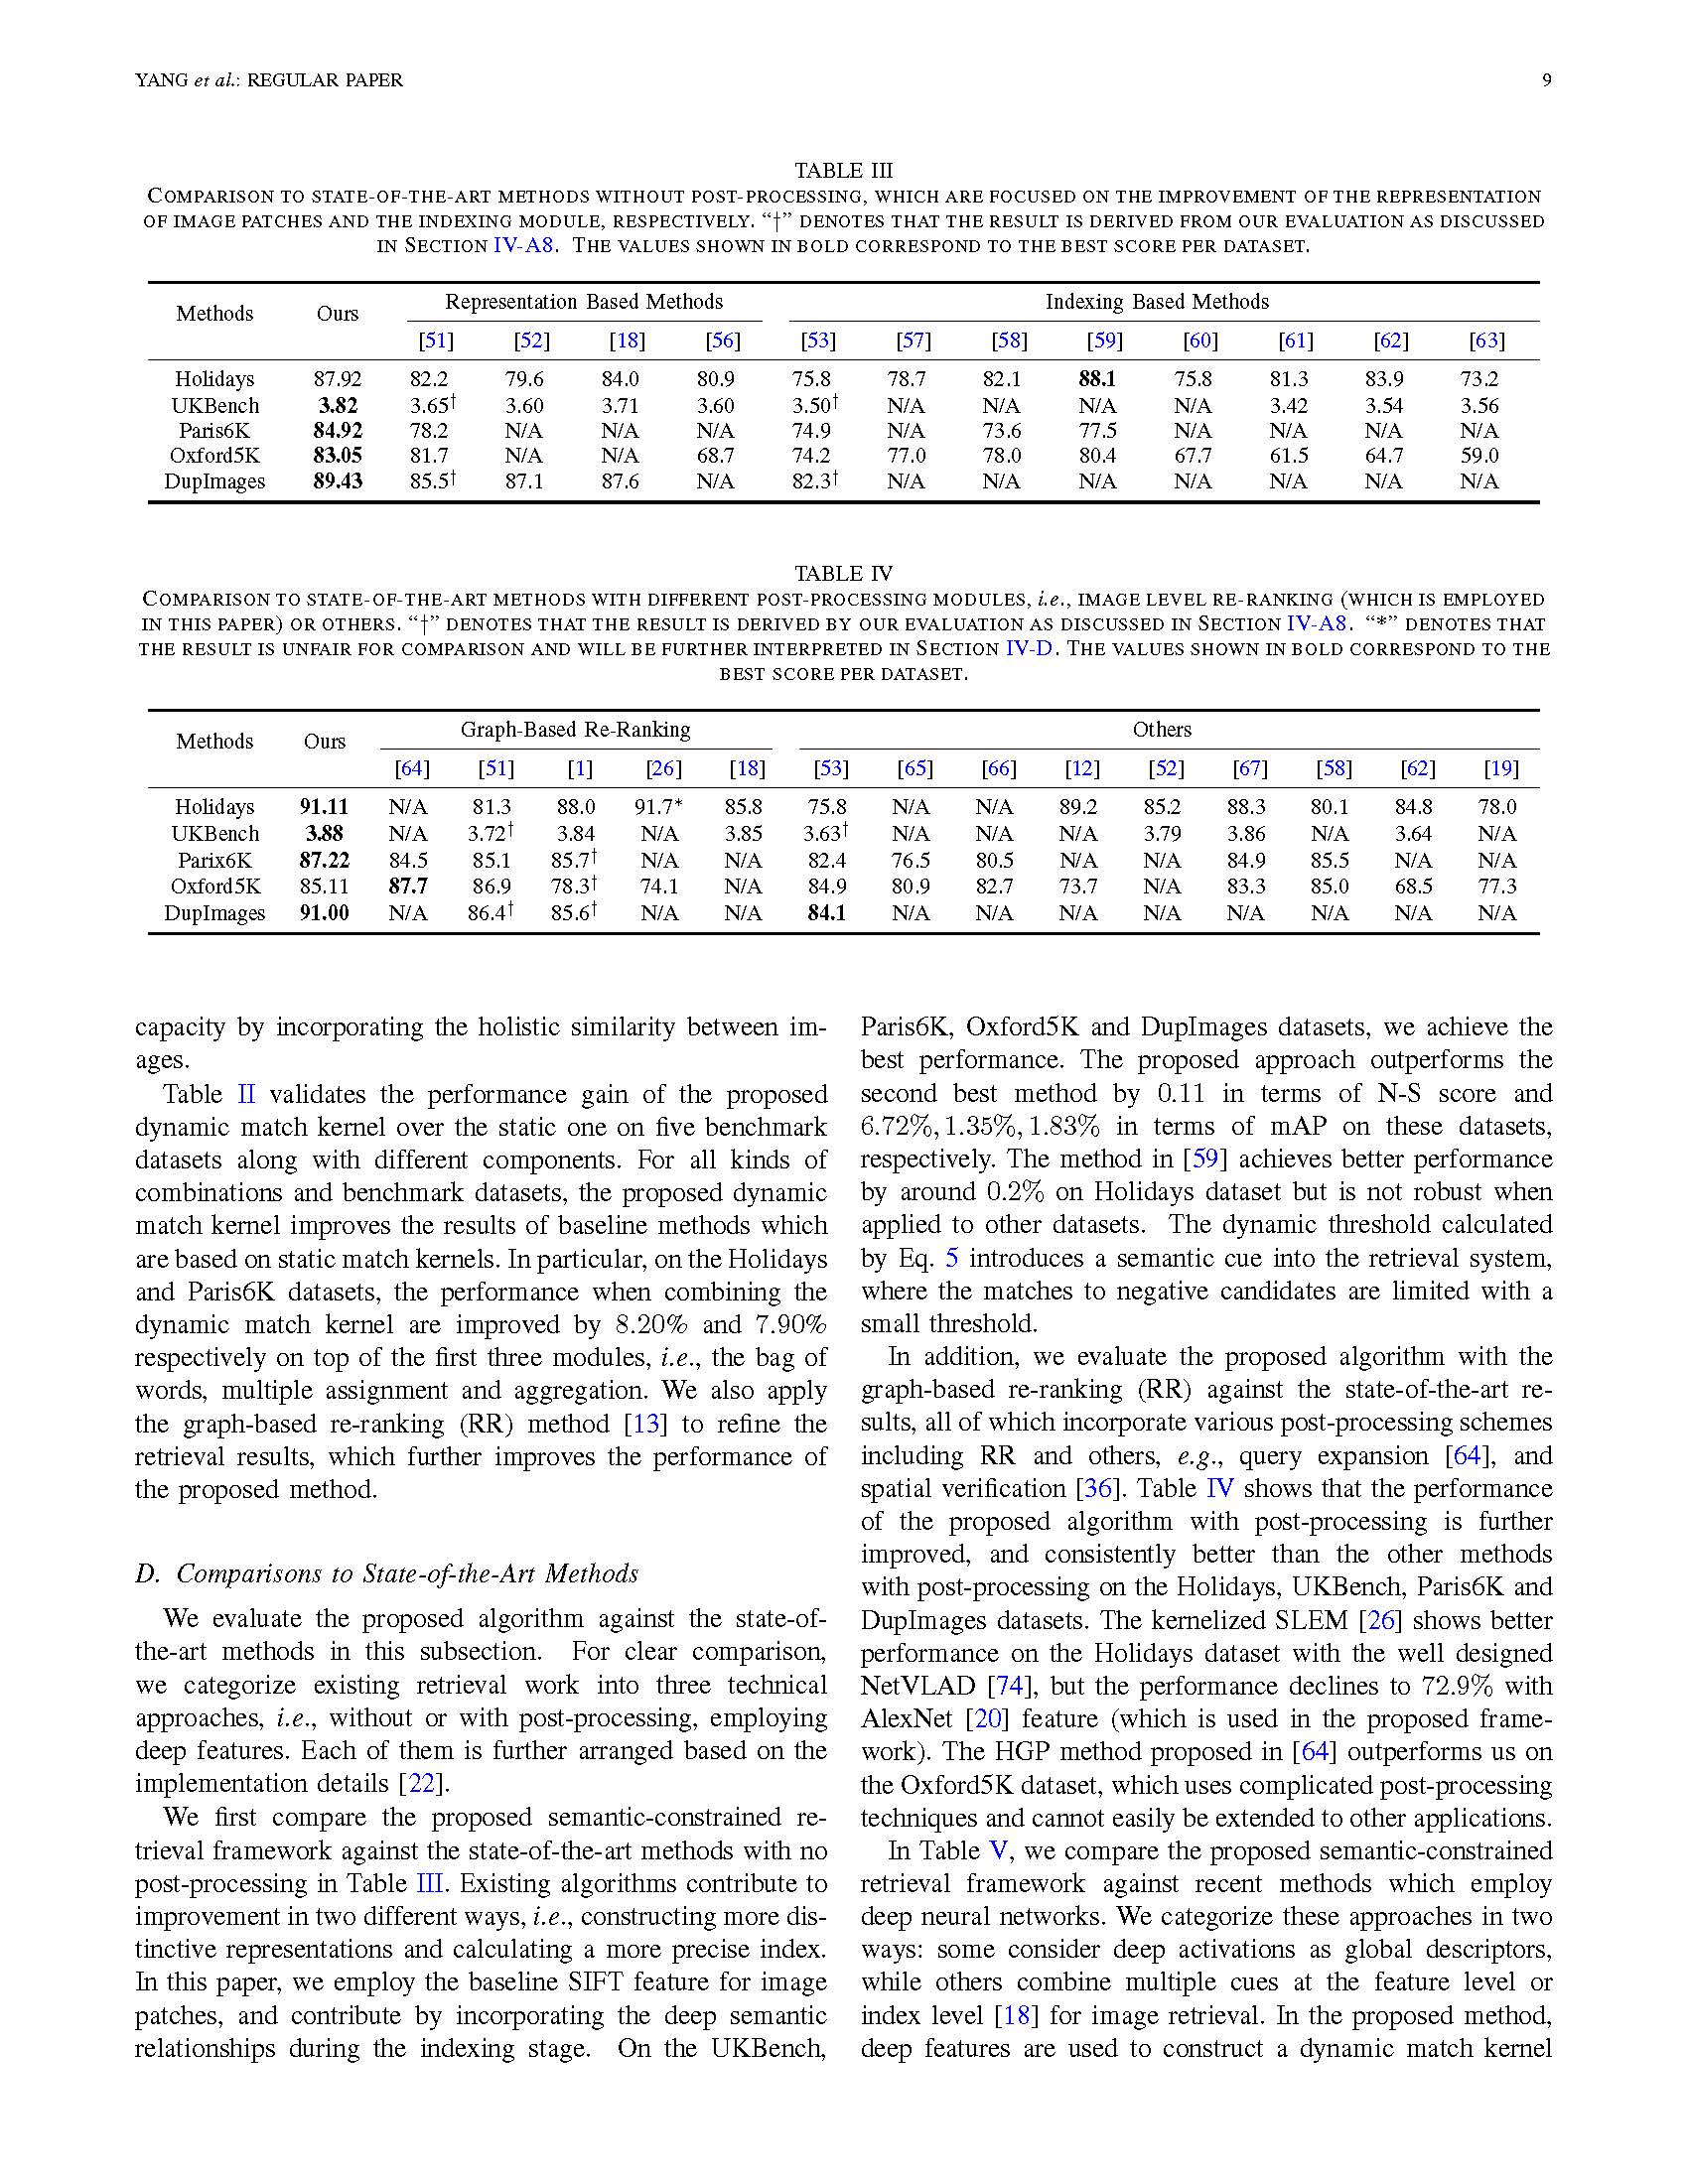 YANG et al.: REGULAR PAPER 9
TABLE III
COMPARISON TO STATE-OF-THE-ART METHODS WITHOUT POST-PROCESSING, WHICH ARE FOCUSED ON THE IMPROVEMENT OF THE REPRESENTATION
OF IMAGE PATCHES AND THE INDEXING MODULE, RESPECTIVELY. “†” DENOTES THAT THE RESULT IS DERIVED FROM OUR EVALUATION AS DISCUSSED
IN SECTION IV-A8. THE VALUES SHOWN IN BOLD CORRESPOND TO THE BEST SCORE PER DATASET.
Methods Ours Representation Based Methods Indexing Based Methods
[51] [52] [18] [56] [53] [57] [58] [59] [60] [61] [62] [63]
Holidays 87.92 82.2 79.6 84.0 80.9 75.8 78.7 82.1 88.1 75.8 81.3 83.9 73.2
UKBench 3.82 3.65† 3.60 3.71 3.60 3.50† N/A N/A N/A N/A 3.42 3.54 3.56
Paris6K 84.92 78.2 N/A N/A N/A 74.9 N/A 73.6 77.5 N/A N/A N/A N/A
Oxford5K 83.05 81.7 N/A N/A 68.7 74.2 77.0 78.0 80.4 67.7 61.5 64.7 59.0
DupImages 89.43 85.5† 87.1 87.6 N/A 82.3† N/A N/A N/A N/A N/A N/A N/A
TABLE IV
COMPARISON TO STATE-OF-THE-ART METHODS WITH DIFFERENT POST-PROCESSING MODULES, i.e., IMAGE LEVEL RE-RANKING (WHICH IS EMPLOYED
IN THIS PAPER) OR OTHERS. “†” DENOTES THAT THE RESULT IS DERIVED BY OUR EVALUATION AS DISCUSSED IN SECTION IV-A8. “*” DENOTES THAT
THE RESULT IS UNFAIR FOR COMPARISON AND WILL BE FURTHER INTERPRETED IN SECTION IV-D. THE VALUES SHOWN IN BOLD CORRESPOND TO THE
BEST SCORE PER DATASET.
Methods Ours Graph-Based Re-Ranking Others
[64] [51] [1] [26] [18] [53] [65] [66] [12] [52] [67] [58] [62] [19]
Holidays 91.11 N/A 81.3 88.0 91.7* 85.8 75.8 N/A N/A 89.2 85.2 88.3 80.1 84.8 78.0
UKBench 3.88 N/A 3.72† 3.84 N/A 3.85 3.63† N/A N/A N/A 3.79 3.86 N/A 3.64 N/A
Parix6K 87.22 84.5 85.1 85.7† N/A N/A 82.4 76.5 80.5 N/A N/A 84.9 85.5 N/A N/A
Oxford5K 85.11 87.7 86.9 78.3† 74.1 N/A 84.9 80.9 82.7 73.7 N/A 83.3 85.0 68.5 77.3
DupImages 91.00 N/A 86.4† 85.6† N/A N/A 84.1 N/A N/A N/A N/A N/A N/A N/A N/A
capacity by incorporating the holistic similarity between im-
ages.
Table II validates the performance gain of the proposed
dynamic match kernel over the static one on five benchmark
datasets along with different components. For all kinds of
combinations and benchmark datasets, the proposed dynamic
match kernel improves the results of baseline methods which
are based on static match kernels. In particular, on the Holidays
and Paris6K datasets, the performance when combining the
dynamic match kernel are improved by 8.20% and 7.90%
respectively on top of the first three modules, i.e., the bag of
words, multiple assignment and aggregation. We also apply
the graph-based re-ranking (RR) method [13] to refine the
retrieval results, which further improves the performance of
the proposed method.
D. Comparisons to State-of-the-Art Methods
We evaluate the proposed algorithm against the state-of-
the-art methods in this subsection. For clear comparison,
we categorize existing retrieval work into three technical
approaches, i.e., without or with post-processing, employing
deep features. Each of them is further arranged based on the
implementation details [22].
We first compare the proposed semantic-constrained re-
trieval framework against the state-of-the-art methods with no
post-processing in Table III. Existing algorithms contribute to
improvement in two different ways, i.e., constructing more dis-
tinctive representations and calculating a more precise index.
In this paper, we employ the baseline SIFT feature for image
patches, and contribute by incorporating the deep semantic
relationships during the indexing stage. On the UKBench,
Paris6K, Oxford5K and DupImages datasets, we achieve the
best performance. The proposed approach outperforms the
second best method by 0.11 in terms of N-S score and
6.72%, 1.35%, 1.83% in terms of mAP on these datasets,
respectively. The method in [59] achieves better performance
by around 0.2% on Holidays dataset but is not robust when
applied to other datasets. The dynamic threshold calculated
by Eq. 5 introduces a semantic cue into the retrieval system,
where the matches to negative candidates are limited with a
small threshold.
In addition, we evaluate the proposed algorithm with the
graph-based re-ranking (RR) against the state-of-the-art re-
sults, all of which incorporate various post-processing schemes
including RR and others, e.g., query expansion [64], and
spatial verification [36]. Table IV shows that the performance
of the proposed algorithm with post-processing is further
improved, and consistently better than the other methods
with post-processing on the Holidays, UKBench, Paris6K and
DupImages datasets. The kernelized SLEM [26] shows better
performance on the Holidays dataset with the well designed
NetVLAD [74], but the performance declines to 72.9% with
AlexNet [20] feature (which is used in the proposed frame-
work). The HGP method proposed in [64] outperforms us on
the Oxford5K dataset, which uses complicated post-processing
techniques and cannot easily be extended to other applications.
In Table V, we compare the proposed semantic-constrained
retrieval framework against recent methods which employ
deep neural networks. We categorize these approaches in two
ways: some consider deep activations as global descriptors,
while others combine multiple cues at the feature level or
index level [18] for image retrieval. In the proposed method,
deep features are used to construct a dynamic match kernel